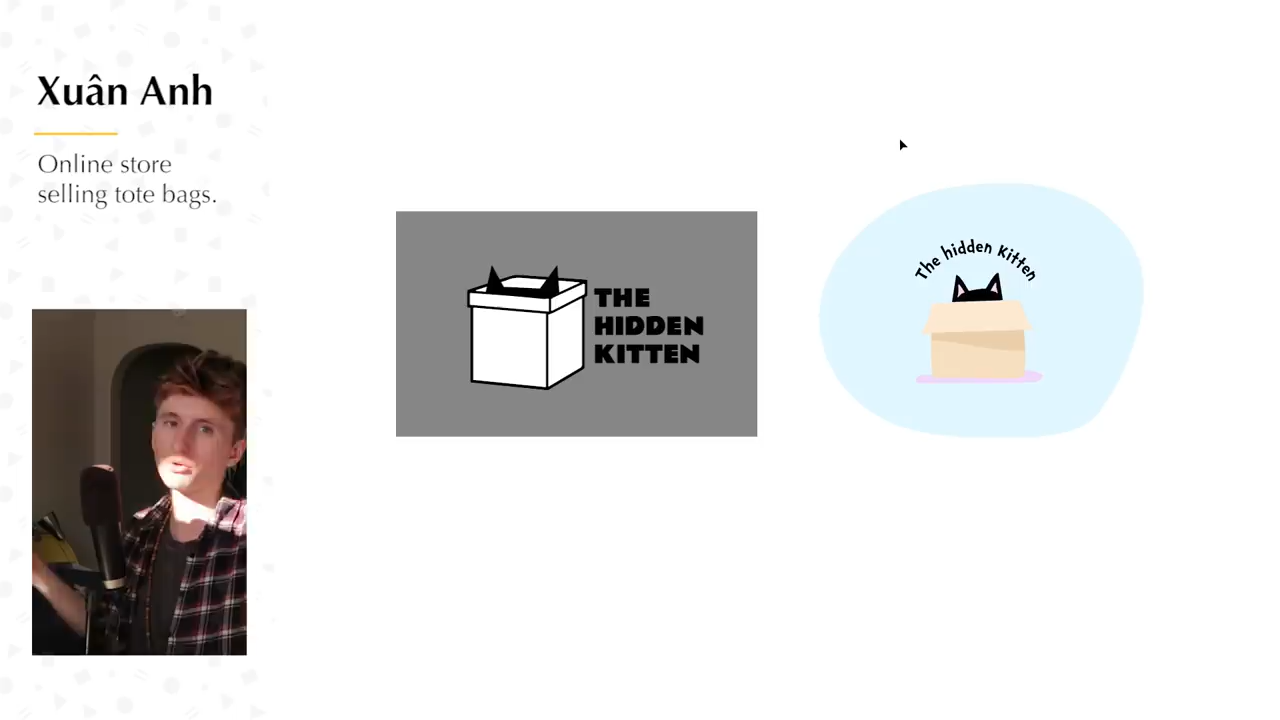 Xuân Anh
Online store
selling tote bags.
THE
HIDDEN
KITTEN
The hidden Kitten